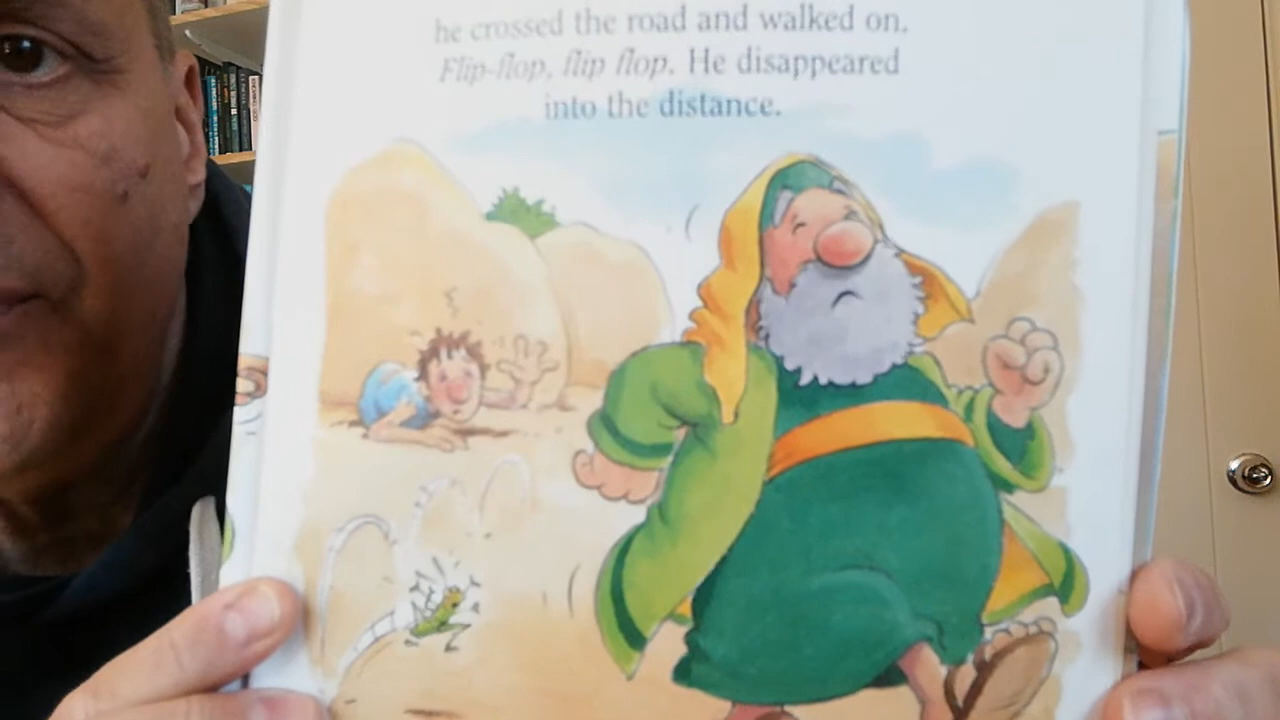 he crossed the road and walked on.
Flip-flop, flip flop. He disappeared
into the distance.